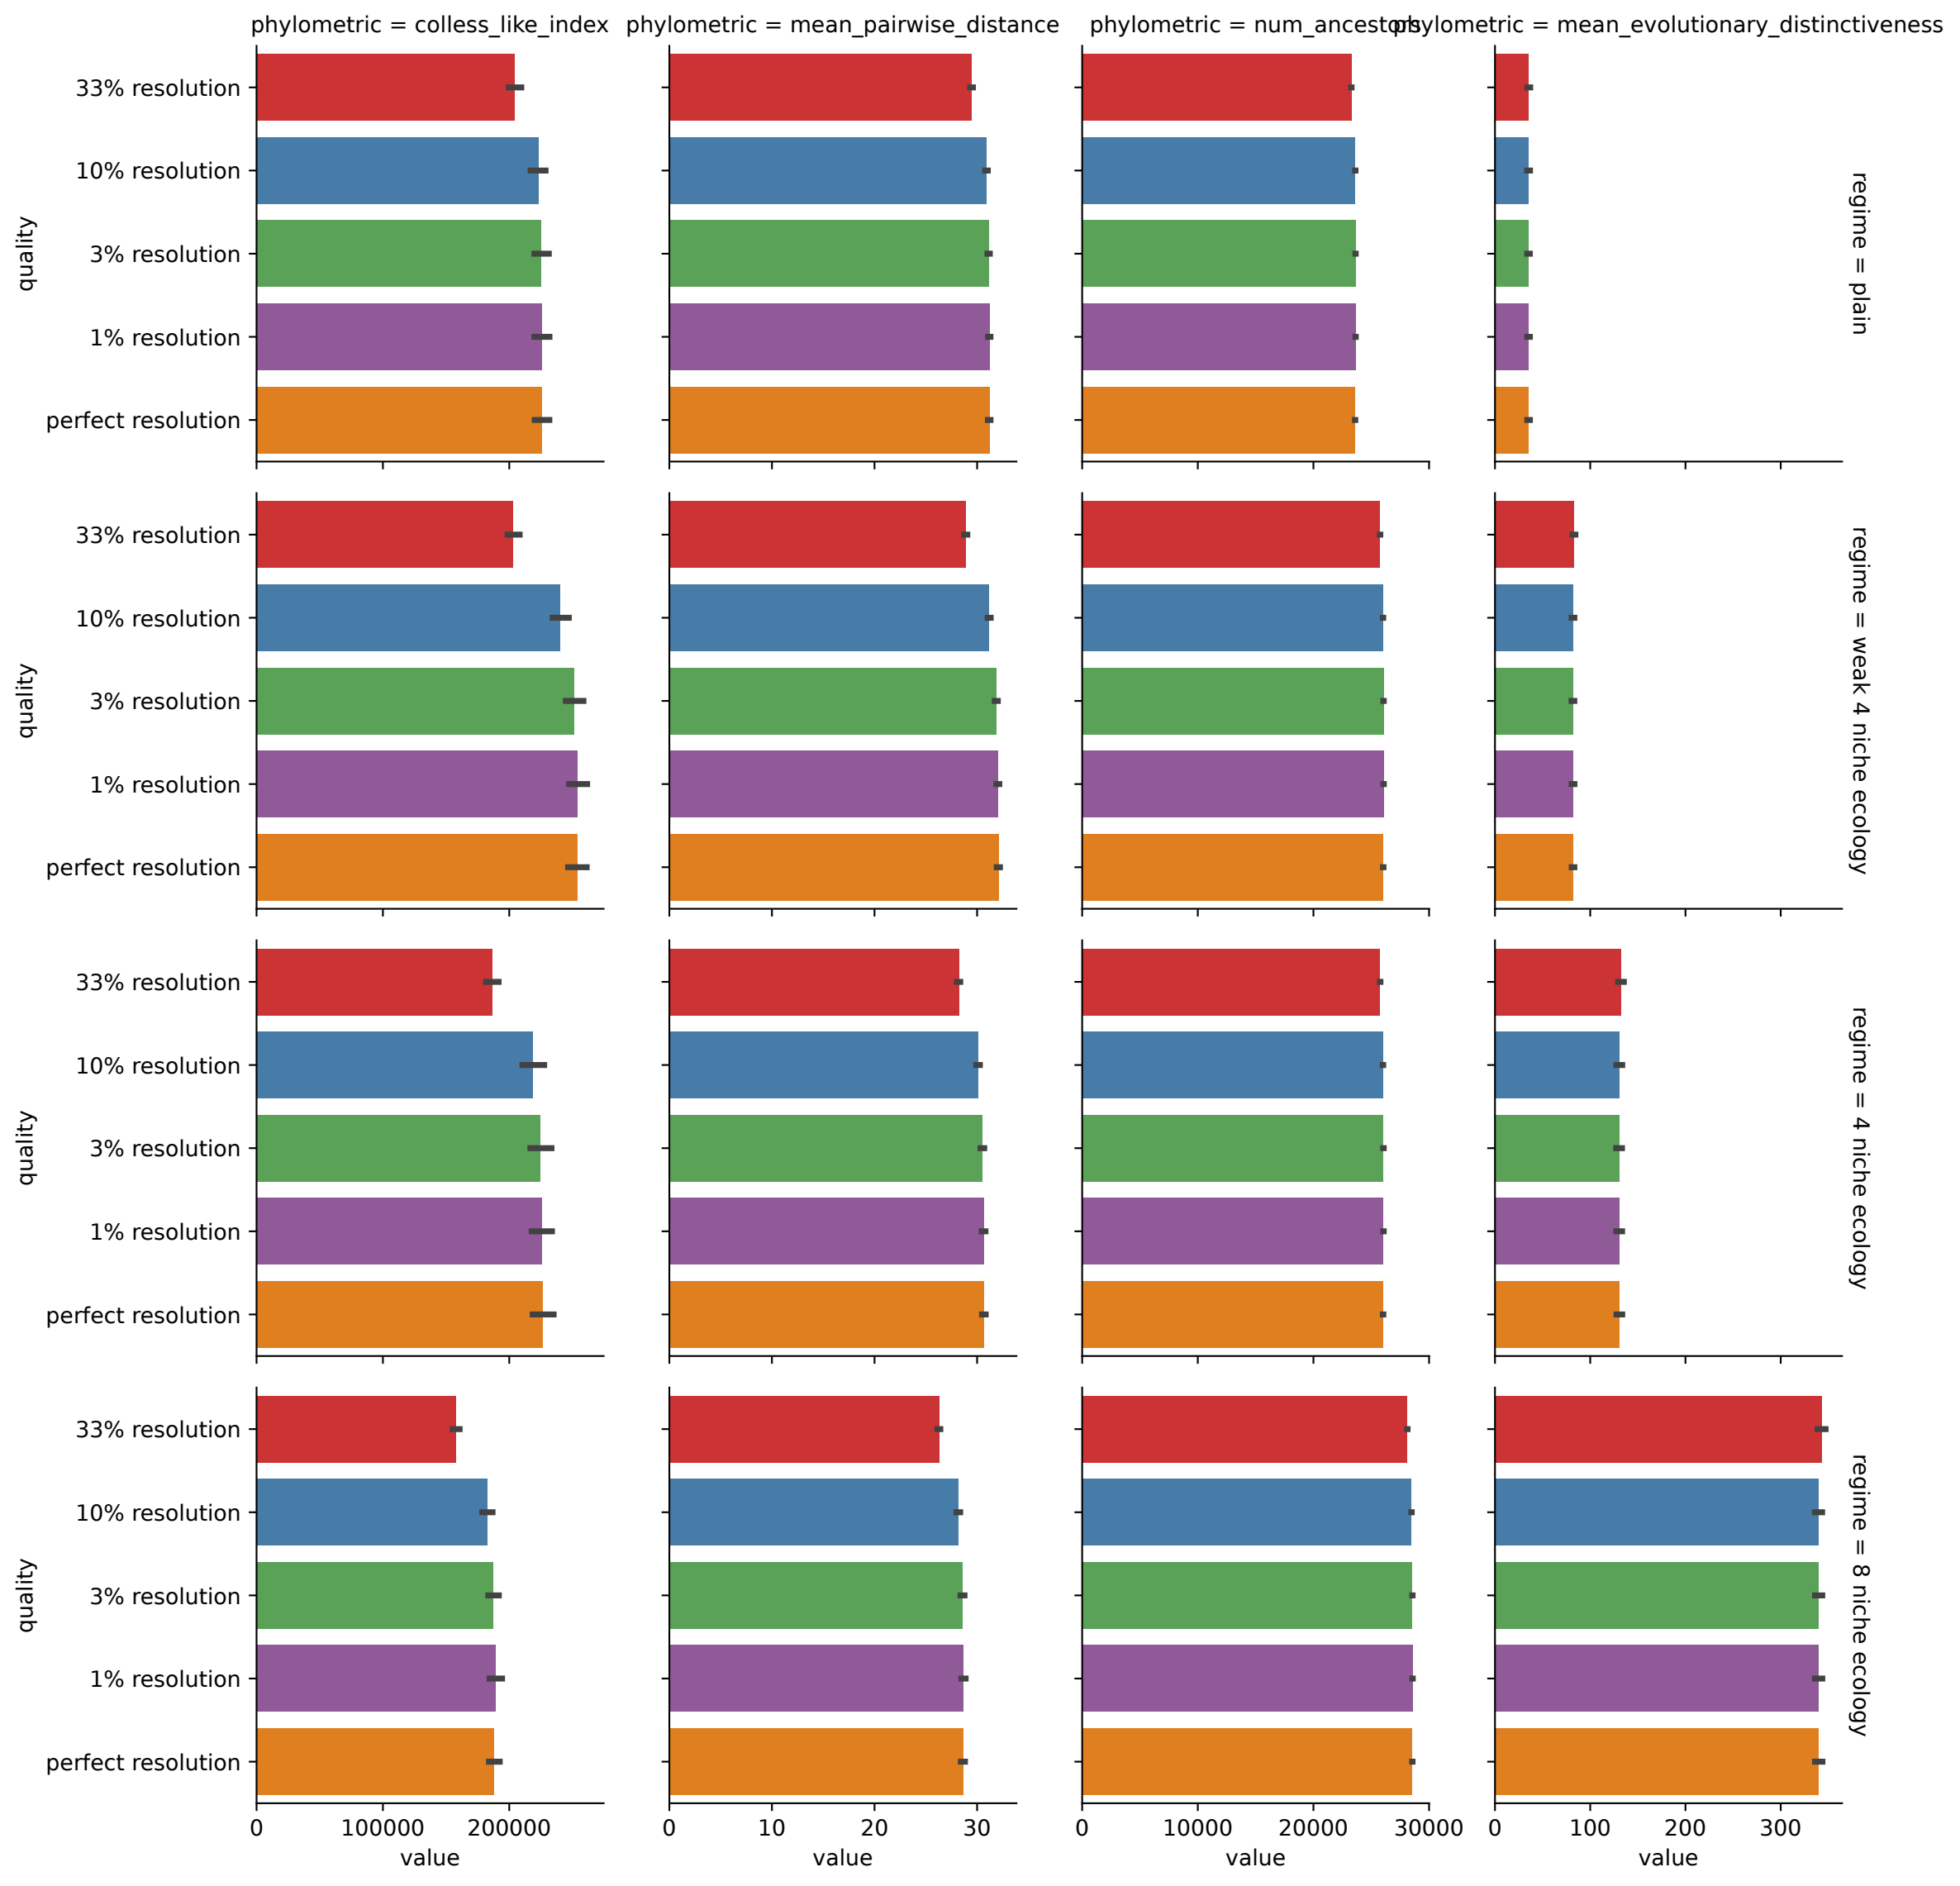 phylometric = colless_like_index
phylometric = mean_pairwise_distance
phylometric = num_ancestors
phylometric = mean_evolutionary_distinctiveness
quality
33% resolution
10% resolution
3% resolution
1% resolution
perfect resolution
regime = plain
quality
33% resolution
10% resolution
3% resolution
1% resolution
perfect resolution
regime = weak 4 niche ecology
quality
33% resolution
10% resolution
3% resolution
1% resolution
perfect resolution
regime = 4 niche ecology
quality
33% resolution
10% resolution
3% resolution
1% resolution
perfect resolution
regime = 8 niche ecology
0 100000 200000
value
0 10 20 30
value
0 10000 20000 30000
value
0 100 200 300
value